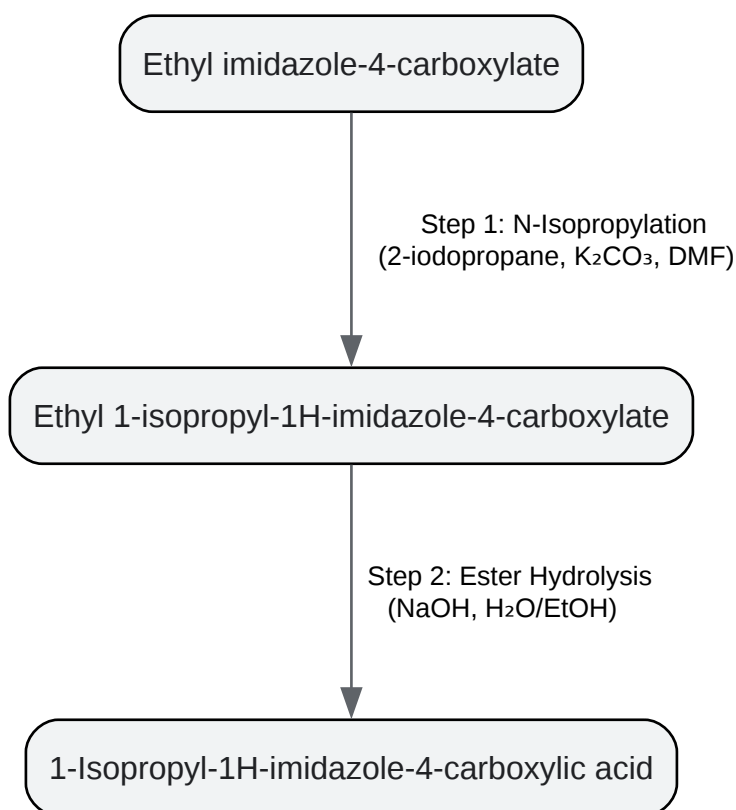 Ethyl imidazole-4-carboxylate
Step 1: N-Isopropylation
(2-iodopropane, K₂CO₃, DMF)
Ethyl 1-isopropyl-1H-imidazole-4-carboxylate
Step 2: Ester Hydrolysis
(NaOH, H₂O/EtOH)
1-Isopropyl-1H-imidazole-4-carboxylic acid